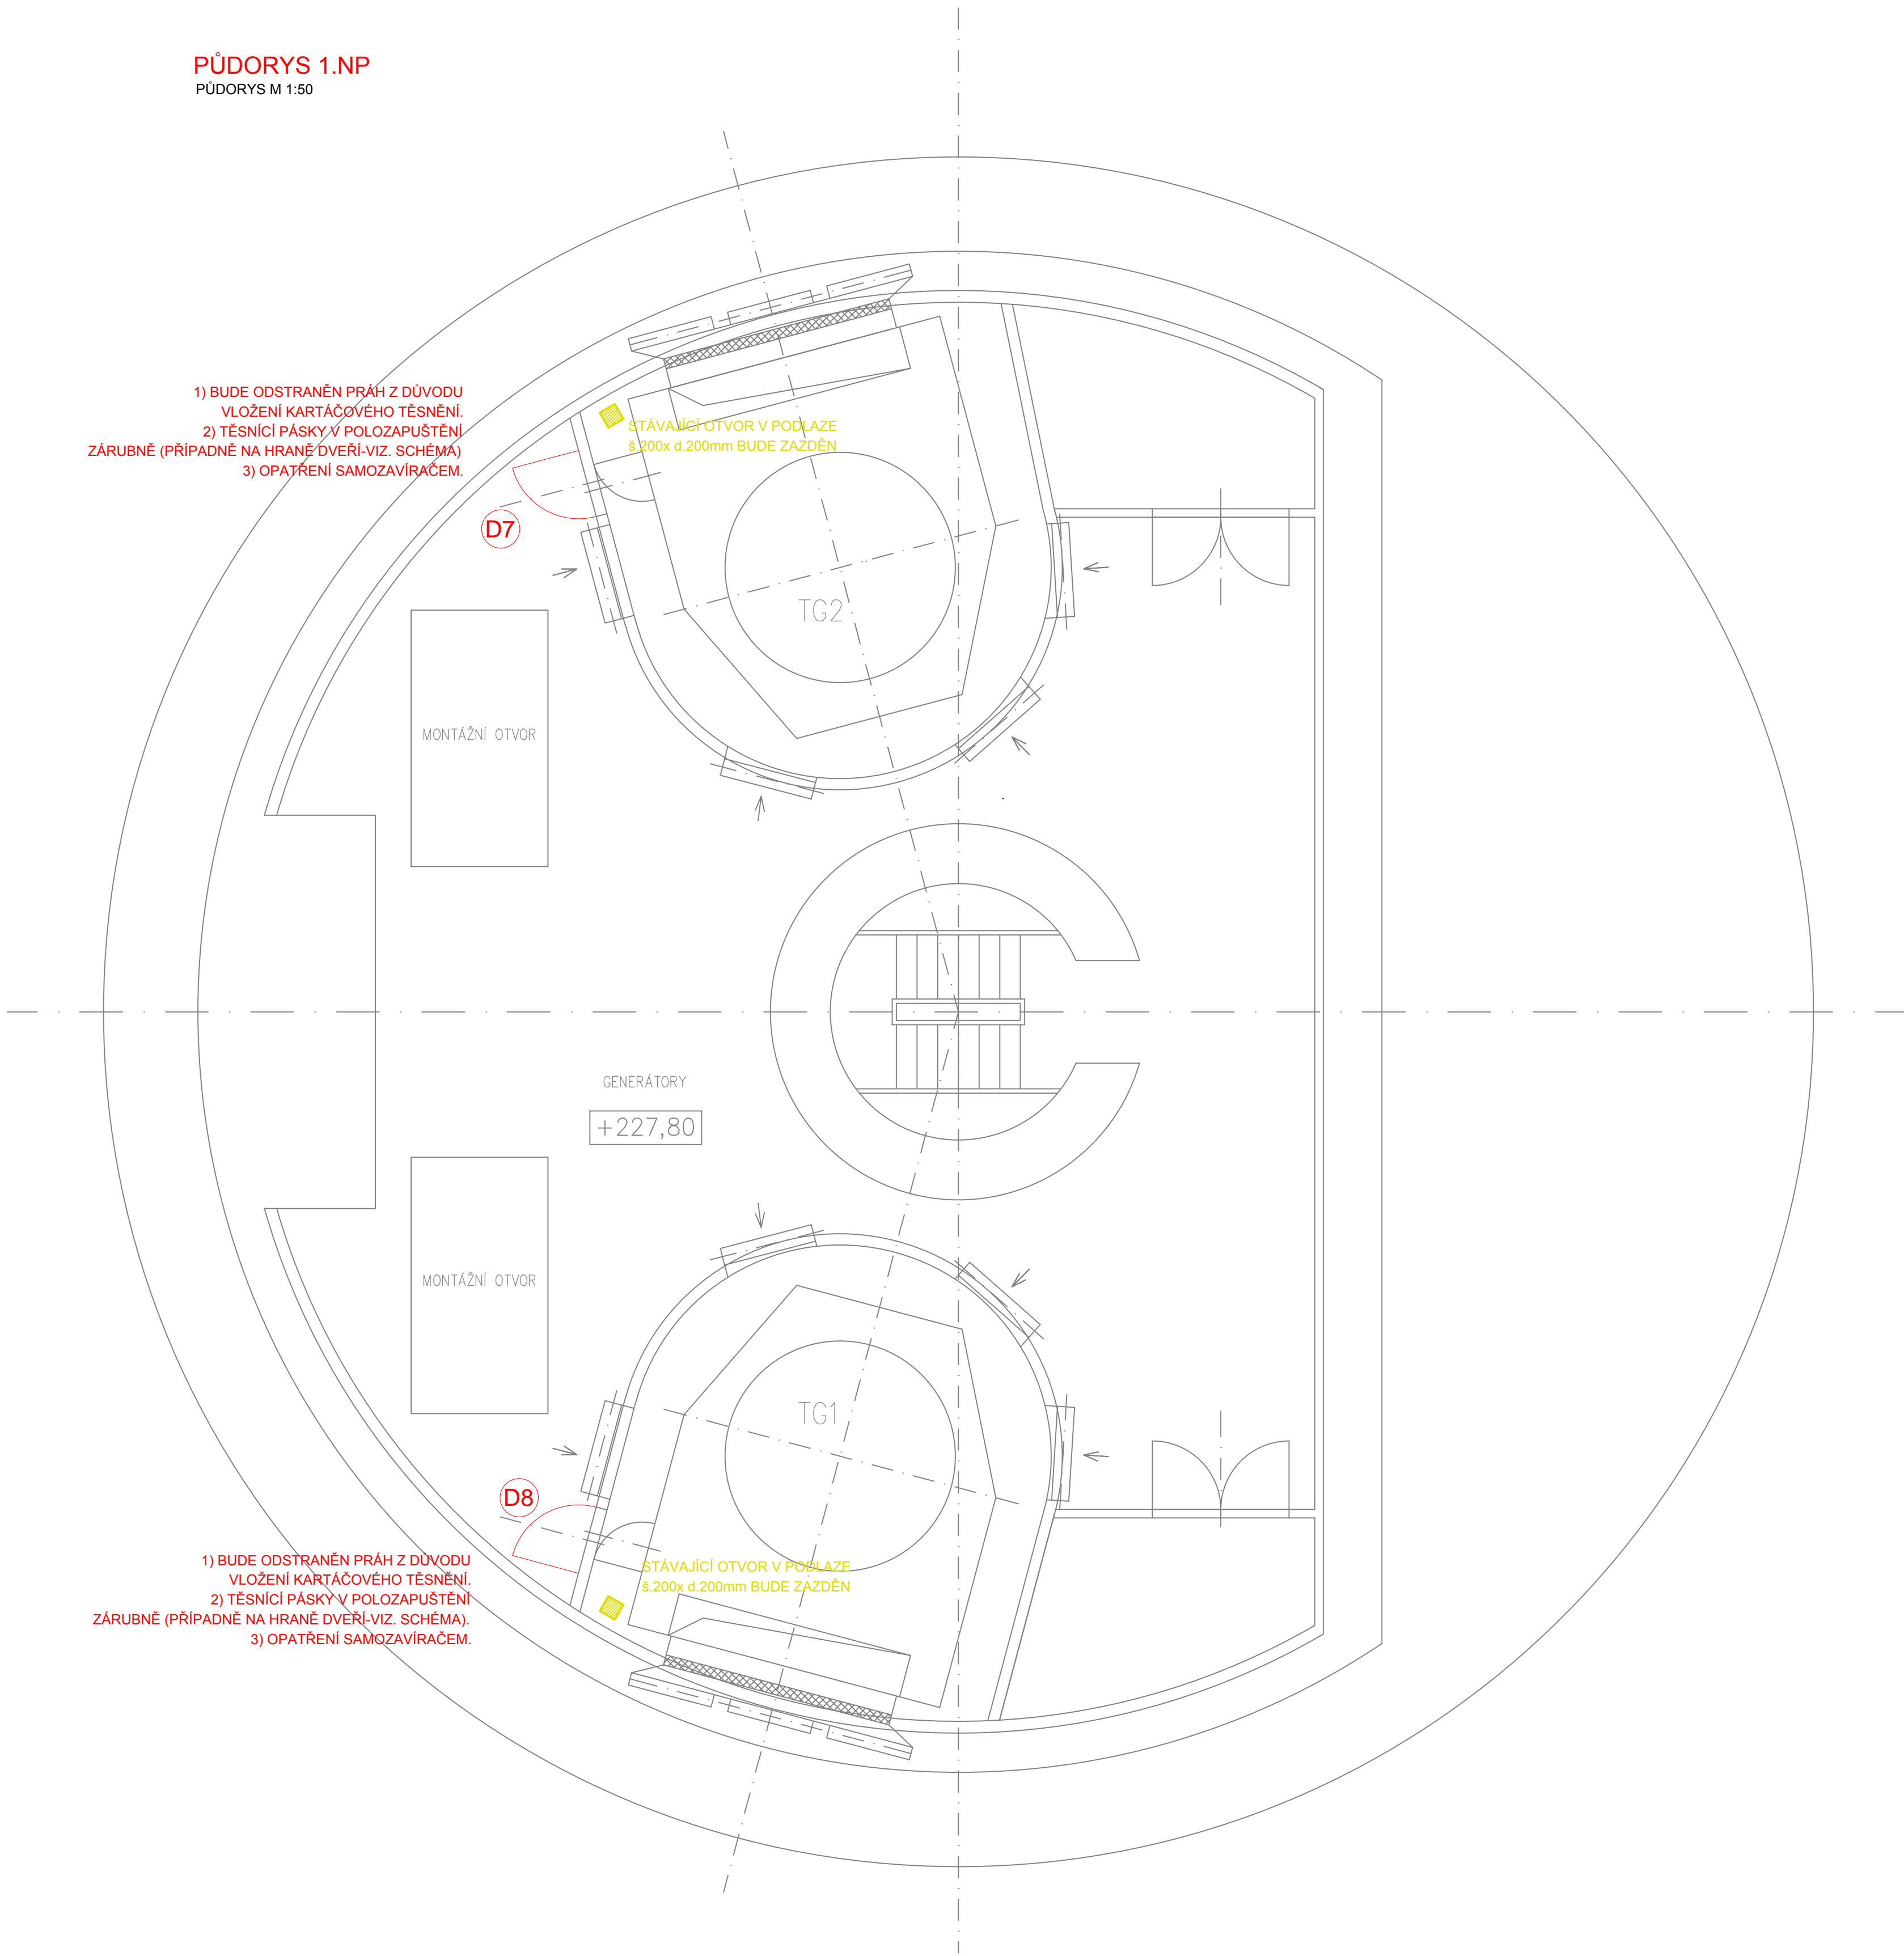 PŮDORYS 1.NP
PŮDORYS M 1:50
1) BUDE ODSTRANĚN PRÁH Z DŮVODU
VLOŽENÍ KARTÁČOVÉHO TĚSNĚNÍ.
2) TĚSNÍCÍ PÁSKY V POLOZAPUŠTĚNÍ
ZÁRUBNĚ (PŘÍPADNĚ NA HRANĚ DVEŘÍ-VIZ. SCHÉMA)
3) OPATŘENÍ SAMOZAVÍRAČEM.
STÁVAJÍCÍ OTVOR V PODLAZE
š.200x d.200mm BUDE ZAZDĚN
D7
TG2
MONTÁŽNÍ OTVOR
GENERÁTORY
+227,80
MONTÁŽNÍ OTVOR
TG1
D8
1) BUDE ODSTRANĚN PRÁH Z DŮVODU
VLOŽENÍ KARTÁČOVÉHO TĚSNĚNÍ.
2) TĚSNÍCÍ PÁSKY V POLOZAPUŠTĚNÍ
ZÁRUBNĚ (PŘÍPADNĚ NA HRANĚ DVEŘÍ-VIZ. SCHÉMA).
3) OPATŘENÍ SAMOZAVÍRAČEM.
STÁVAJÍCÍ OTVOR V PODLAZE
š.200x d.200mm BUDE ZAZDĚN